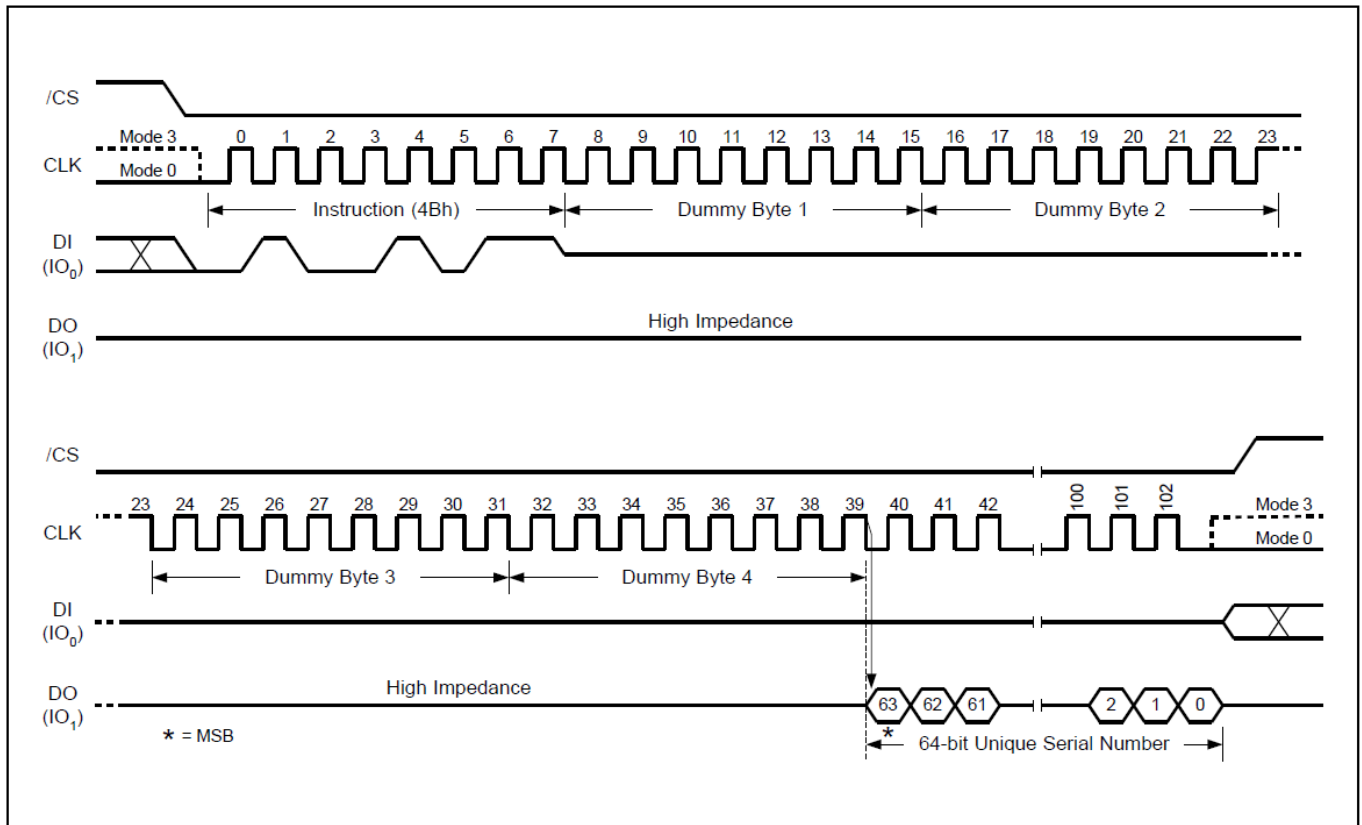 /CS
Mode 3 0 1 2 3 4 5 6 7 8 9 10 11 12 13 14 15 16 17 18 19 20 21 22 23
CLK
Mode 0
Instruction (4Bh) Dummy Byte 1 Dummy Byte 2
DI
(IO0)
High Impedance
DO
(IO1)
/CS
23 24 25 26 27 28 29 30 31 32 33 34 35 36 37 38 39 40 41 42 100 101 102 Mode 3
CLK
Mode 0
Dummy Byte 3 Dummy Byte 4
DI
(IO0)
High Impedance
DO
(IO1)
63 62 61 2 1 0
* = MSB
* 64-bit Unique Serial Number